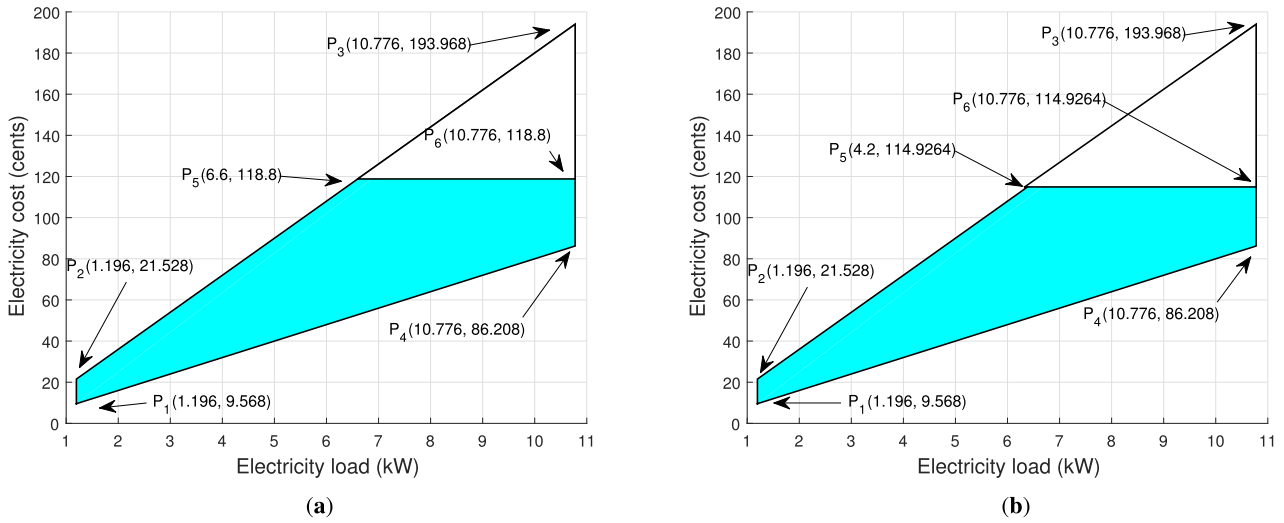 200
180
160
140
120
100
80
60
40
20
0
Electricity cost (cents)
P3(10.776, 193.968)
P6(10.776, 118.8)
P5(6.6, 118.8)
P2(1.196, 21.528)
P4(10.776, 86.208)
P1(1.196, 9.568)
1 2 3 4 5 6 7 8 9 10 11
Electricity load (kW)
(a)
200
180
160
140
120
100
80
60
40
20
0
Electricity cost (cents)
P3(10.776, 193.968)
P6(10.776, 114.9264)
P5(4.2, 114.9264)
P2(1.196, 21.528)
P4(10.776, 86.208)
P1(1.196, 9.568)
1 2 3 4 5 6 7 8 9 10 11
Electricity load (kW)
(b)